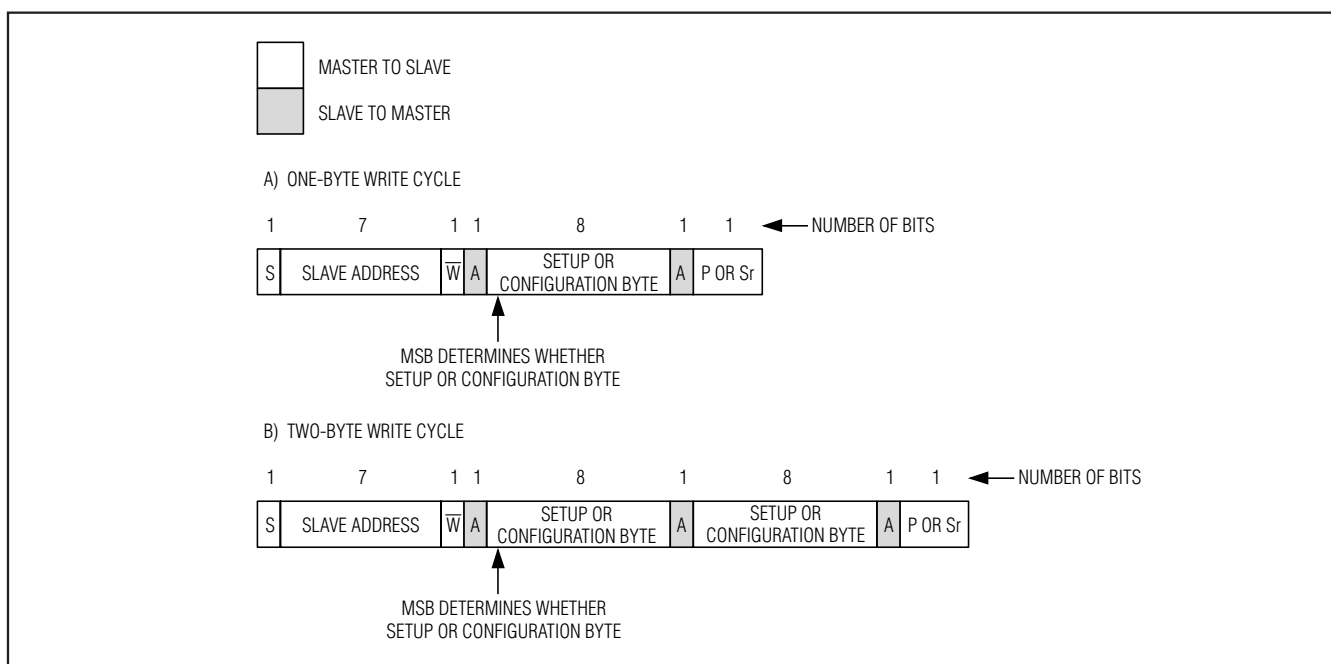 MASTER TO SLAVE
SLAVE TO MASTER
A) ONE-BYTE WRITE CYCLE
1 7 1 1 8 1 1 NUMBER OF BITS
S SLAVE ADDRESS W̅ A SETUP OR CONFIGURATION BYTE A P OR Sr
MSB DETERMINES WHETHER
SETUP OR CONFIGURATION BYTE
B) TWO-BYTE WRITE CYCLE
1 7 1 1 8 1 8 1 1 NUMBER OF BITS
S SLAVE ADDRESS W̅ A SETUP OR CONFIGURATION BYTE A SETUP OR CONFIGURATION BYTE A P OR Sr
MSB DETERMINES WHETHER
SETUP OR CONFIGURATION BYTE